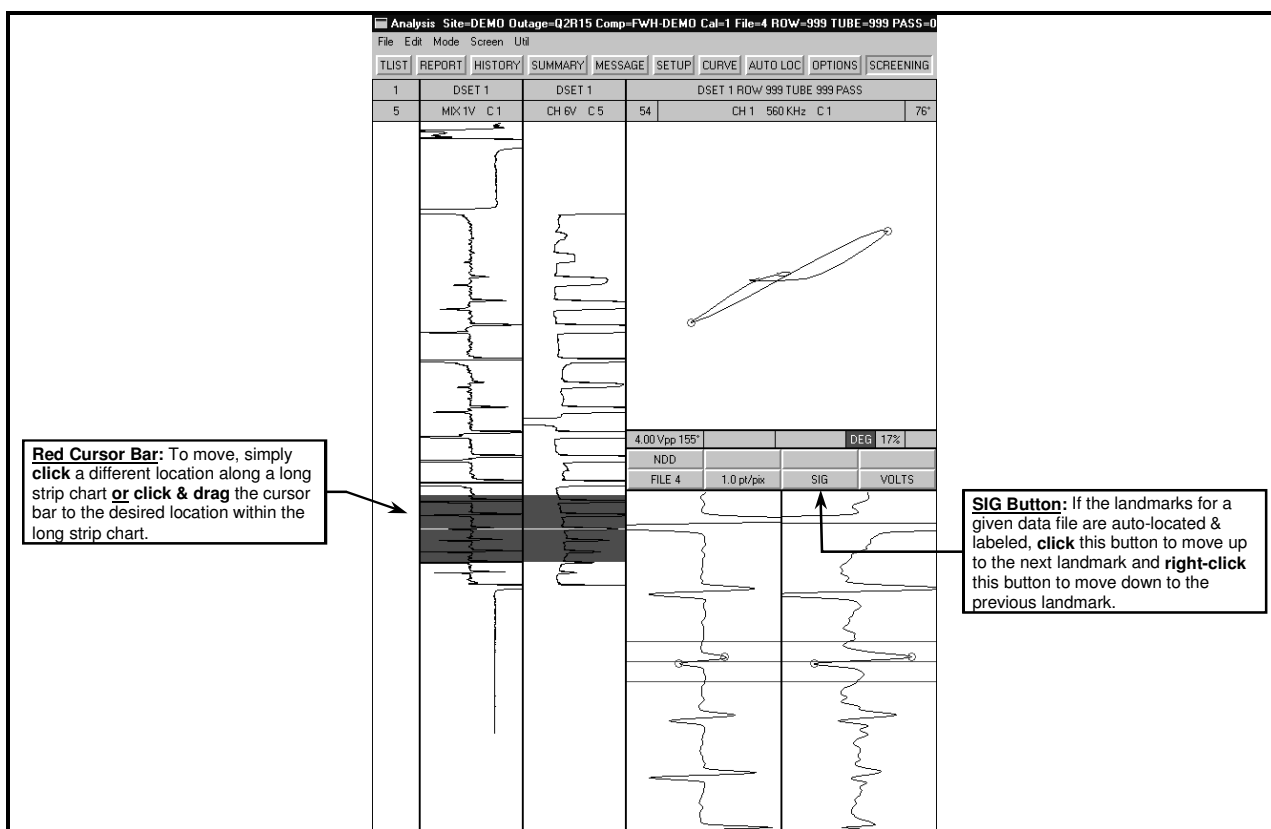 Analysis Site=DEMO Outage=Q2R15 Comp=FWH-DEMO Cal=1 File=4 ROW=999 TUBE=999 PASS=0
File Edit Mode Screen Util
TLIST REPORT HISTORY SUMMARY MESSAGE SETUP CURVE AUTO LOC OPTIONS SCREENING
1 DSET 1 DSET 1 DSET 1 ROW 999 TUBE 999 PASS
5 MIX 1V C 1 CH 6V C 5 54 CH 1 560 KHz C 1 76°
4.00 Vpp 155° DEG 17%
NDD
FILE 4 1.0 pt/pix SIG VOLTS
Red Cursor Bar: To move, simply
click a different location along a long
strip chart or click & drag the cursor
bar to the desired location within the
long strip chart.
SIG Button: If the landmarks for a
given data file are auto-located &
labeled, click this button to move up
to the next landmark and right-click
this button to move down to the
previous landmark.